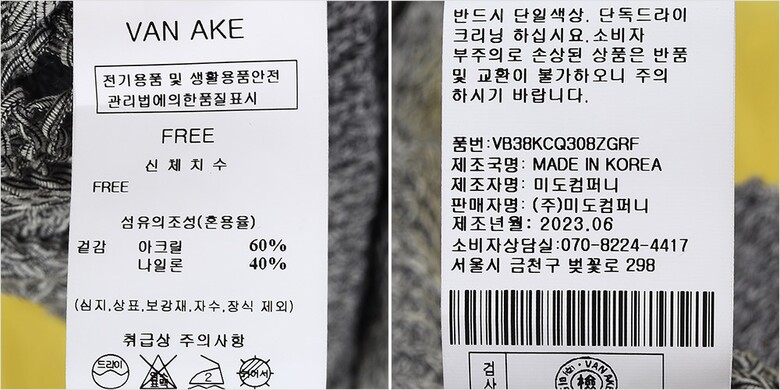 VAN AKE
전기용품 및 생활용품안전
관리법에의한품질표시
FREE
신 체 치 수
FREE
섬유의조성(혼용율)
겉감 아크릴 60%
나일론 40%
(심지,상표,보강재,자수,장식 제외)
취급상 주의사항
드라이
2
반드시 단일색상. 단독드라이
크리닝 하십시요.소비자
부주의로 손상된 상품은 반품
및 교환이 불가하오니 주의
하시기 바랍니다.
품번:VB38KCQ308ZGRF
제조국명: MADE IN KOREA
제조자명: 미도컴퍼니
판매자명: (주)미도컴퍼니
제조년월: 2023.06
소비자상담실:070-8224-4417
서울시 금천구 벚꽃로 298
검
사
VAN AKE